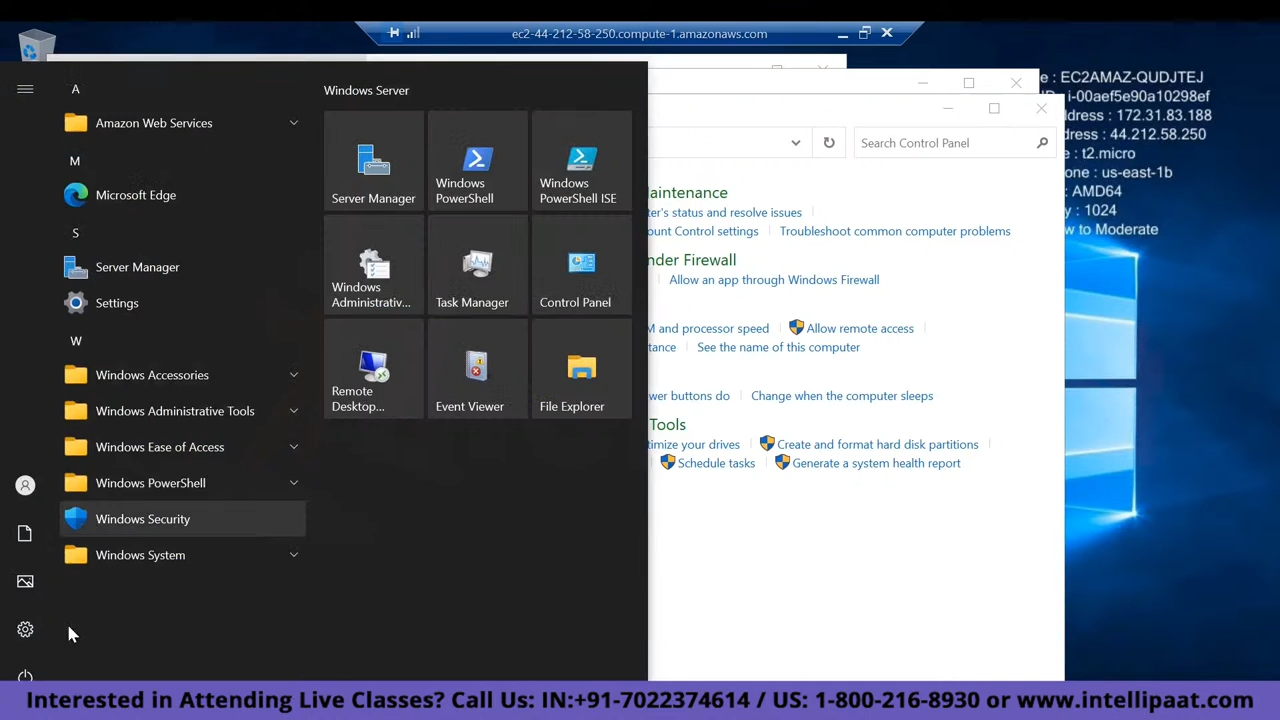 ec2-44-212-58-250.compute-1.amazonaws.com
: EC2AMAZ-QUDJTEJ
: i-00aef5e90a10298ef
ddress : 172.31.83.188
ddress : 44.212.58.250
: t2.micro
one : us-east-1b
: AMD64
y : 1024
w to Moderate
A
Amazon Web Services
M
Microsoft Edge
S
Server Manager
Settings
W
Windows Accessories
Windows Administrative Tools
Windows Ease of Access
Windows PowerShell
Windows Security
Windows System
Windows Server
Server Manager
Windows
PowerShell
Windows
PowerShell ISE
Windows
Administrativ...
Task Manager
Control Panel
Remote
Desktop...
Event Viewer
File Explorer
Search Control Panel
aintenance
ter's status and resolve issues
ount Control settings Troubleshoot common computer problems
nder Firewall
Allow an app through Windows Firewall
M and processor speed Allow remote access
tance See the name of this computer
wer buttons do Change when the computer sleeps
Tools
timize your drives Create and format hard disk partitions
Schedule tasks Generate a system health report
Interested in Attending Live Classes? Call Us: IN:+91-7022374614 / US: 1-800-216-8930 or www.intellipaat.com